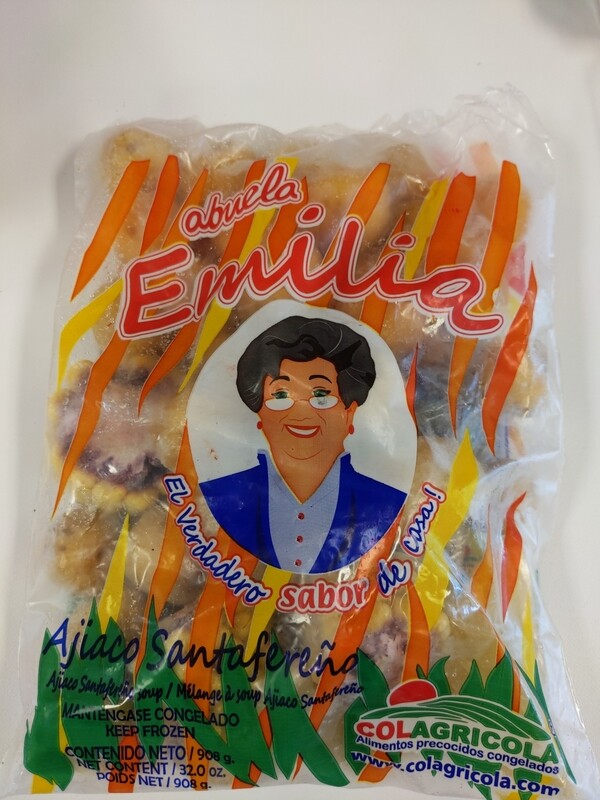 abuela
Emilia
El Verdadero sabor de casa!
Ajiaco Santafereño
Ajiaco Santafereño soup / Mélange à soup Ajiaco Santafereño
MANTENGASE CONGELADO
KEEP FROZEN
CONTENIDO NETO / 908 g.
NET CONTENT / 32.0 oz.
POIDS NET / 908 g.
COLAGRICOLA
Alimentos precocidos congelados
www.colagricola.com